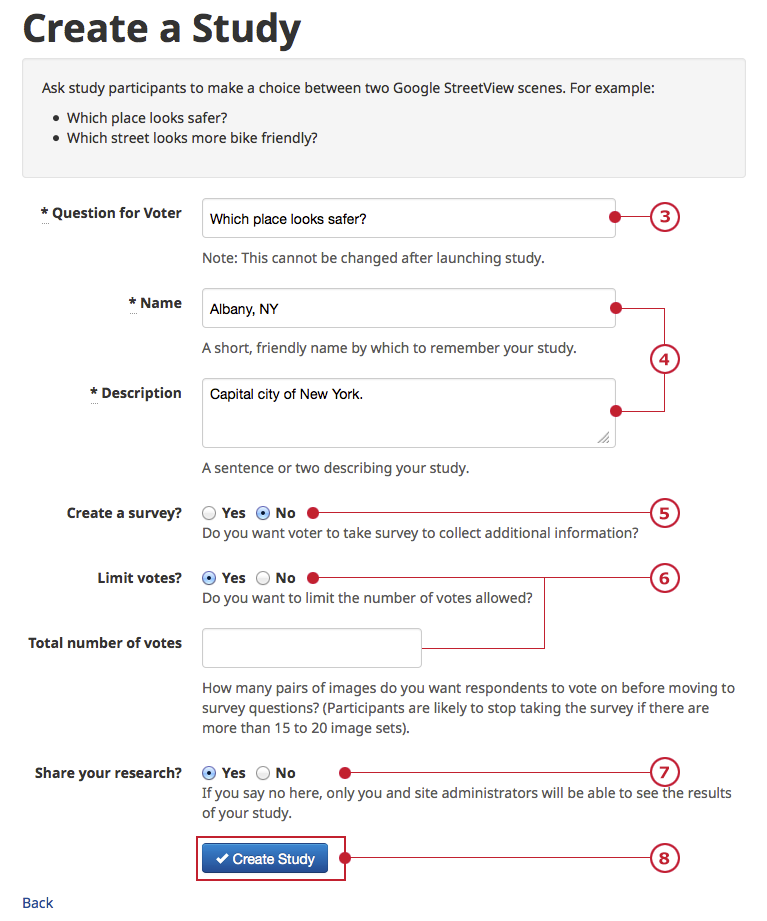 Create a Study
Ask study participants to make a choice between two Google StreetView scenes. For example:
• Which place looks safer?
• Which street looks more bike friendly?
* Question for Voter
Which place looks safer?
3
Note: This cannot be changed after launching study.
* Name
Albany, NY
A short, friendly name by which to remember your study.
4
* Description
Capital city of New York.
A sentence or two describing your study.
Create a survey?
Yes No
5
Do you want voter to take survey to collect additional information?
Limit votes?
Yes No
6
Do you want to limit the number of votes allowed?
Total number of votes
How many pairs of images do you want respondents to vote on before moving to
survey questions? (Participants are likely to stop taking the survey if there are
more than 15 to 20 image sets).
Share your research?
Yes No
7
If you say no here, only you and site administrators will be able to see the results
of your study.
✔ Create Study
8
Back